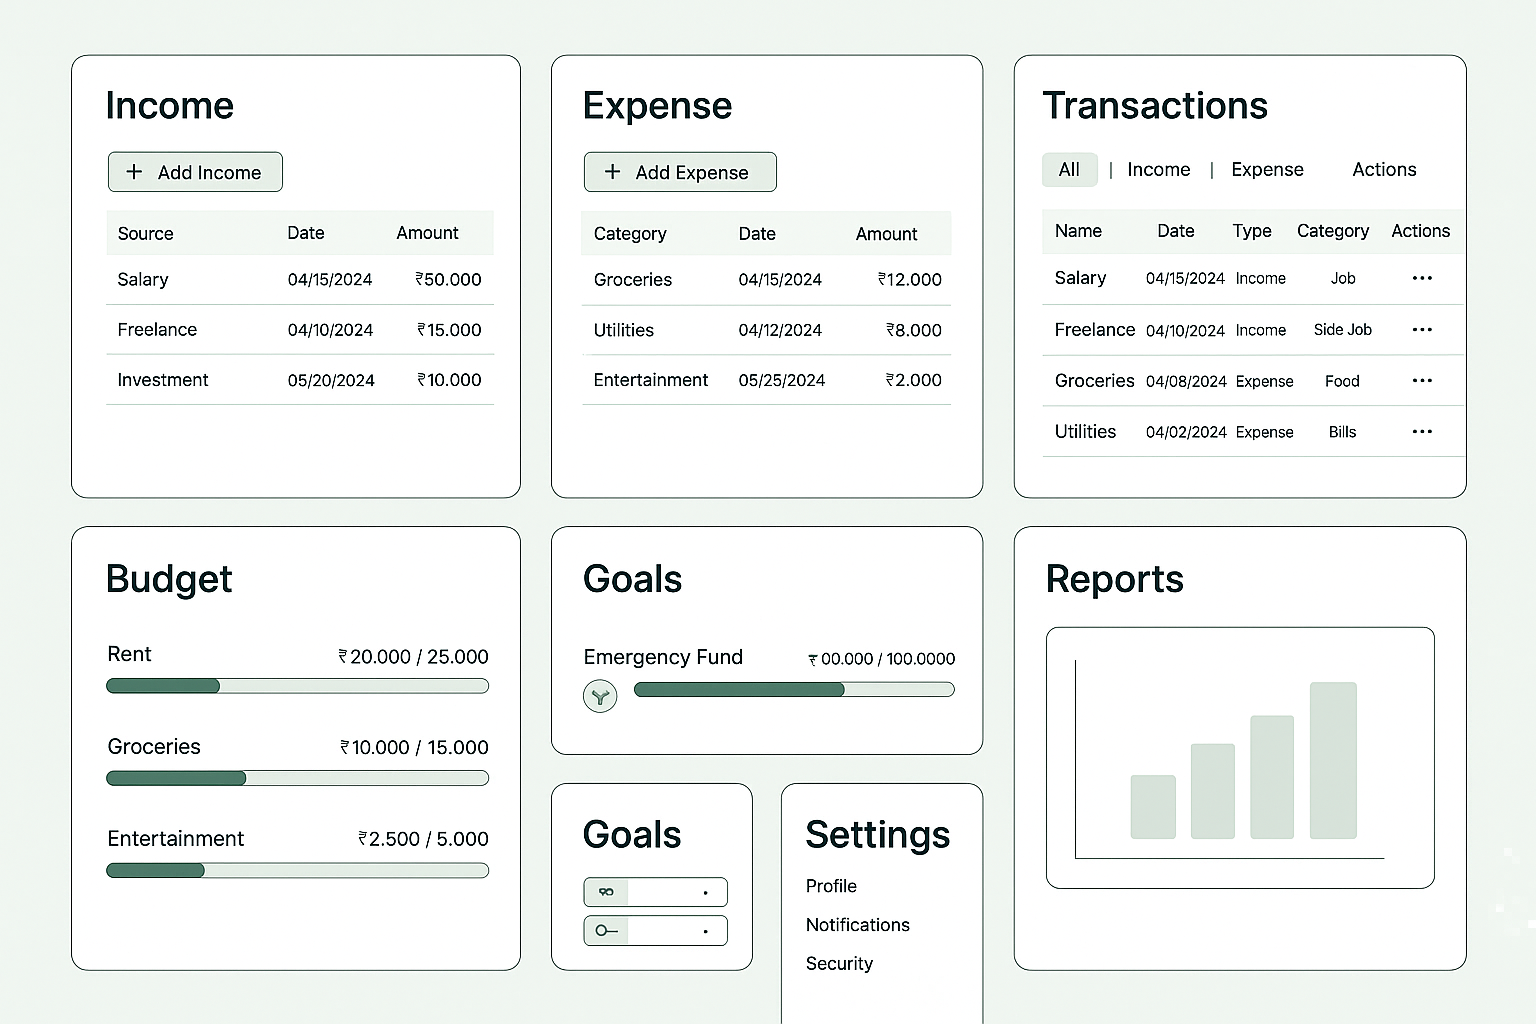 Income
+ Add Income
Source Date Amount
Salary 04/15/2024 ₹50.000
Freelance 04/10/2024 ₹15.000
Investment 05/20/2024 ₹10.000
Expense
+ Add Expense
Category Date Amount
Groceries 04/15/2024 ₹12.000
Utilities 04/12/2024 ₹8.000
Entertainment 05/25/2024 ₹2.000
Transactions
All | Income | Expense Actions
Name Date Type Category Actions
Salary 04/15/2024 Income Job •••
Freelance 04/10/2024 Income Side Job •••
Groceries 04/08/2024 Expense Food •••
Utilities 04/02/2024 Expense Bills •••
Budget
Rent ₹20.000 / 25.000
Groceries ₹10.000 / 15.000
Entertainment ₹2.500 / 5.000
Goals
Emergency Fund ₹00.000 / 100.0000
Goals
Settings
Profile
Notifications
Security
Reports